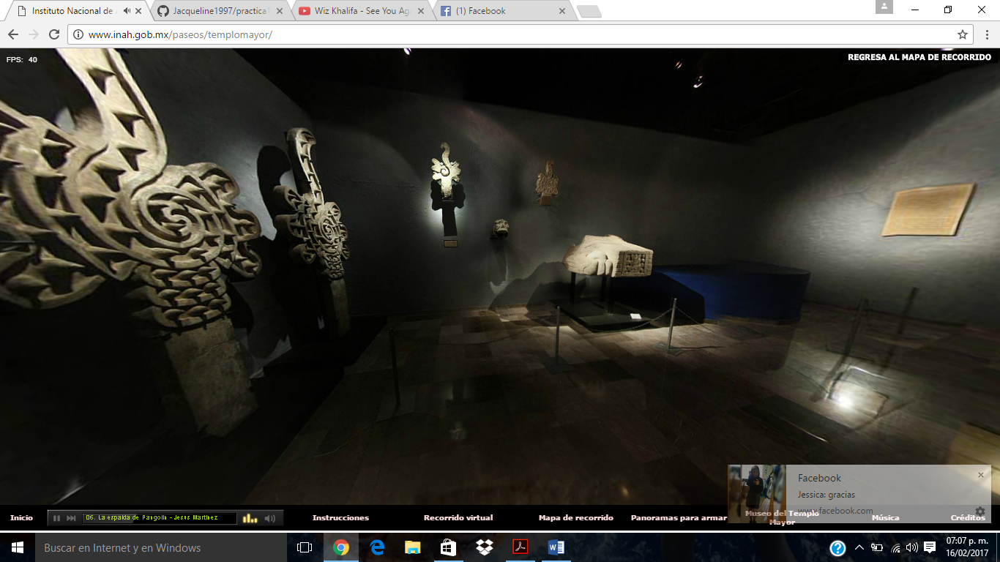 Instituto Nacional de A
Jacqueline1997/practica1
Wiz Khalifa - See You Aga
(1) Facebook
www.inah.gob.mx/paseos/templomayor/
FPS: 40
REGRESA AL MAPA DE RECORRIDO
Facebook
Jessica: gracias
www.facebook.com
Inicio
06. La espalda de Pangolin - Jesus Martinez
Instrucciones
Recorrido virtual
Mapa de recorrido
Panoramas para armar
Museo del Templo
Mayor
Música
Créditos
Buscar en Internet y en Windows
07:07 p. m.
16/02/2017